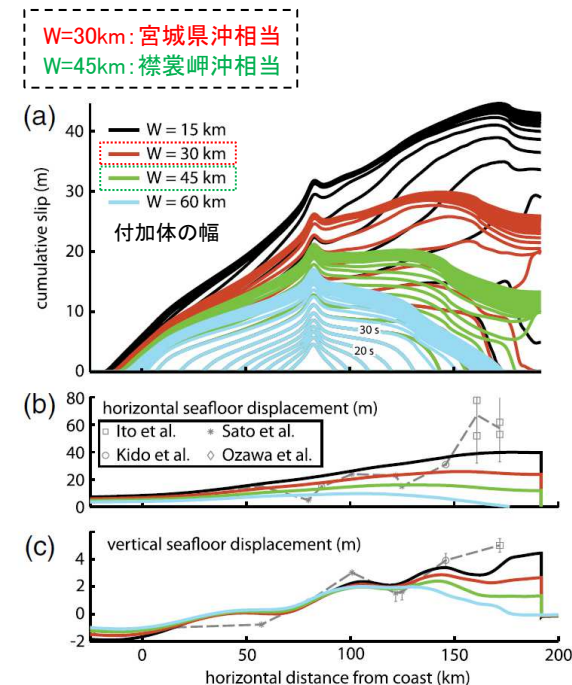 W=30km：宮城県沖相当
W=45km：襟裳岬沖相当
(a)
W = 15 km
W = 30 km
W = 45 km
W = 60 km
付加体の幅
cumulative slip (m)
40
30
20
10
0
30 s
20 s
(b)
horizontal seafloor displacement (m)
Ito et al.
Sato et al.
Kido et al.
Ozawa et al.
80
60
40
20
0
(c)
vertical seafloor displacement (m)
6
4
2
0
-2
0
50
100
150
200
horizontal distance from coast (km)